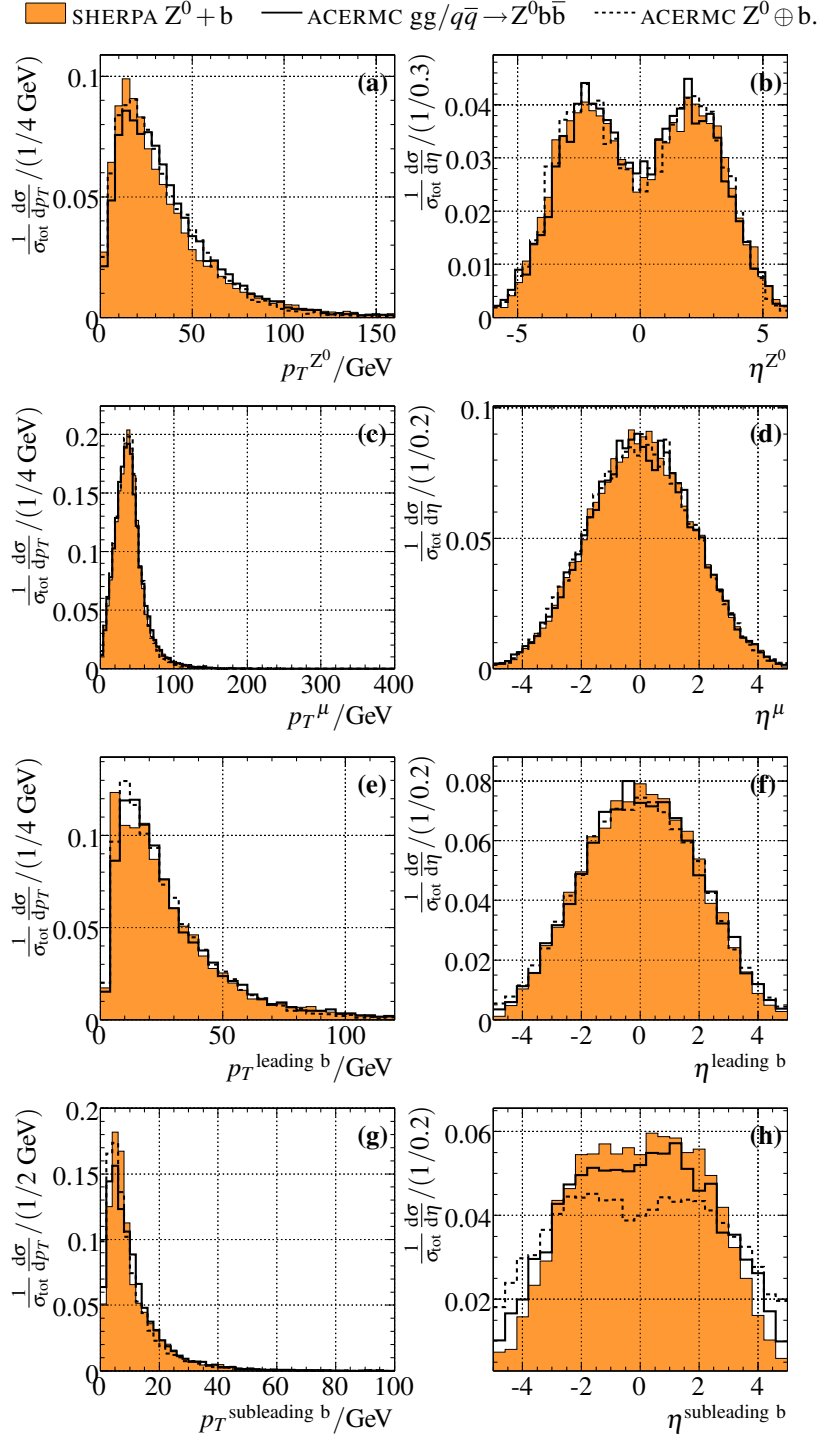 SHERPA Z⁰ + b   ACERMC gg/qq̅ → Z⁰bb̅   ACERMC Z⁰ ⊕ b.
(a)
1/σtot dσ/dpT /(1/4 GeV)
0.1
0.05
0
0 50 100 150
pT^Z⁰/GeV
(b)
1/σtot dσ/dη /(1/0.3)
0.04
0.03
0.02
0.01
0
-5 0 5
η^Z⁰
(c)
1/σtot dσ/dpT /(1/4 GeV)
0.2
0.15
0.1
0.05
0
0 100 200 300 400
pT^μ/GeV
(d)
1/σtot dσ/dη /(1/0.2)
0.1
0.05
0
-4 -2 0 2 4
η^μ
(e)
1/σtot dσ/dpT /(1/4 GeV)
0.1
0.05
0
0 50 100
pT^leading b/GeV
(f)
1/σtot dσ/dη /(1/0.2)
0.08
0.06
0.04
0.02
0
-4 -2 0 2 4
η^leading b
(g)
1/σtot dσ/dpT /(1/2 GeV)
0.2
0.15
0.1
0.05
0
0 20 40 60 80 100
pT^subleading b/GeV
(h)
1/σtot dσ/dη /(1/0.2)
0.06
0.04
0.02
-4 -2 0 2 4
η^subleading b